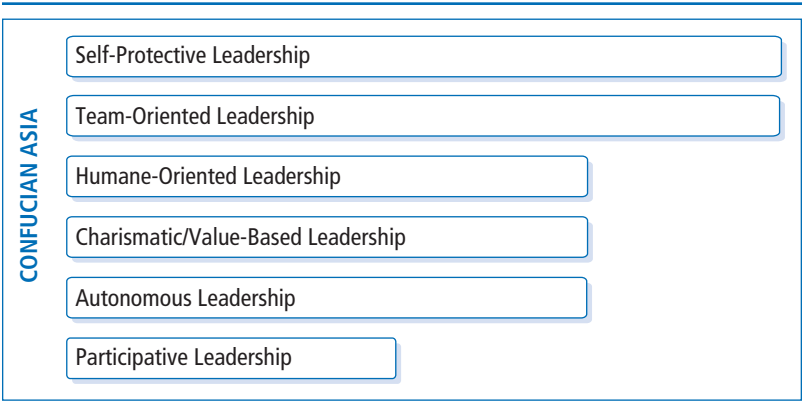 CONFUCIAN ASIA
Self-Protective Leadership
Team-Oriented Leadership
Humane-Oriented Leadership
Charismatic/Value-Based Leadership
Autonomous Leadership
Participative Leadership